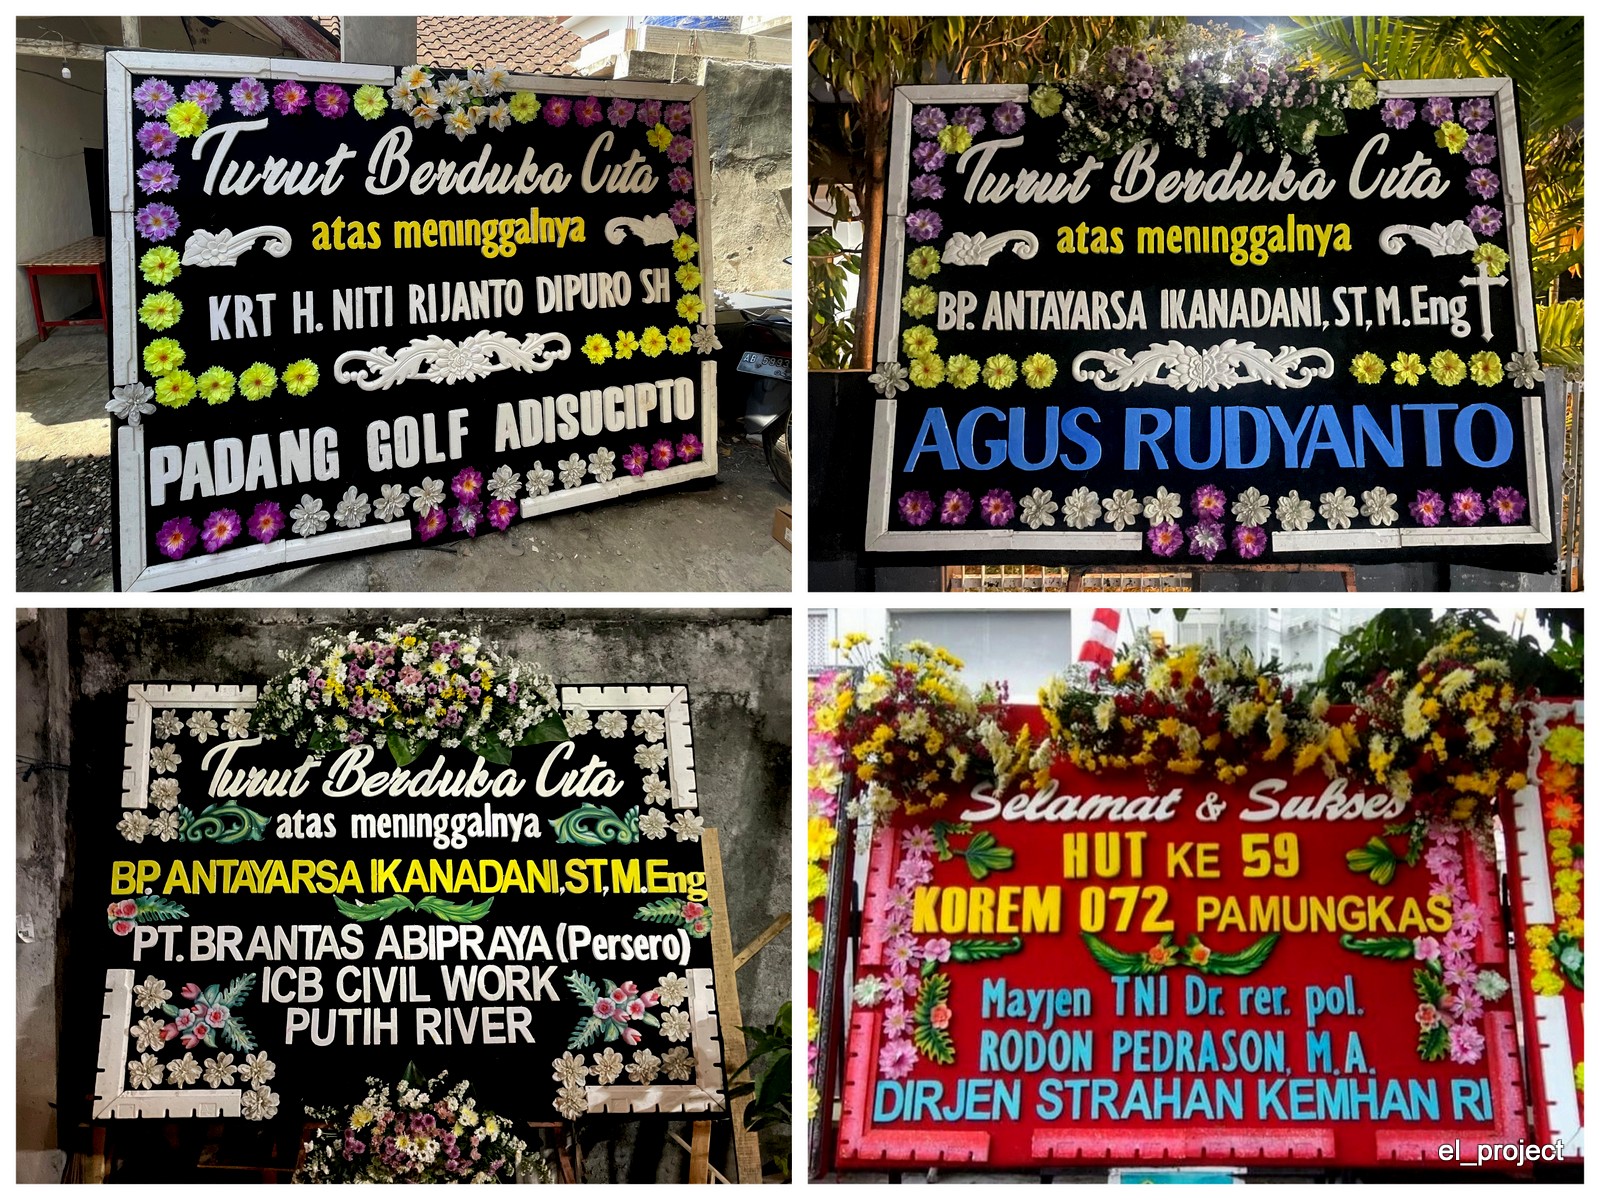 Turut Berduka Cita
atas meninggalnya
KRT H. NITI RIJANTO DIPURO SH
PADANG GOLF ADISUCIPTO
Turut Berduka Cita
atas meninggalnya
BP. ANTAYARSA IKANADANI, ST, M.Eng
AGUS RUDYANTO
Turut Berduka Cita
atas meninggalnya
BP. ANTAYARSA IKANADANI, ST, M.Eng
PT. BRANTAS ABIPRAYA (Persero)
ICB CIVIL WORK
PUTIH RIVER
Selamat & Sukses
HUT KE 59
KOREM 072 PAMUNGKAS
Mayjen TNI Dr. rer. pol.
RODON PEDRASON, M.A.
DIRJEN STRAHAN KEMHAN RI
el_project